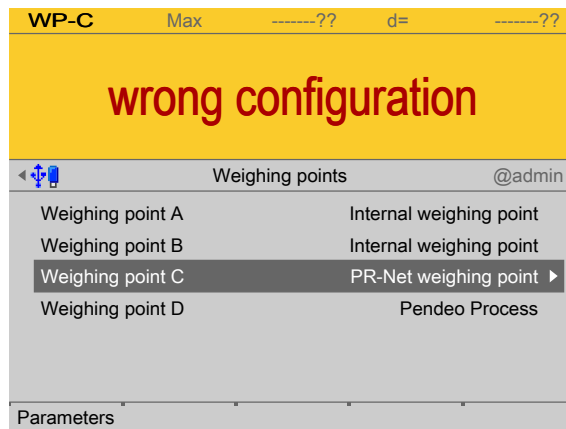 WP-C Max -------?? d= -------??
wrong configuration
Weighing points @admin
Weighing point A Internal weighing point
Weighing point B Internal weighing point
Weighing point C PR-Net weighing point
Weighing point D Pendeo Process
Parameters